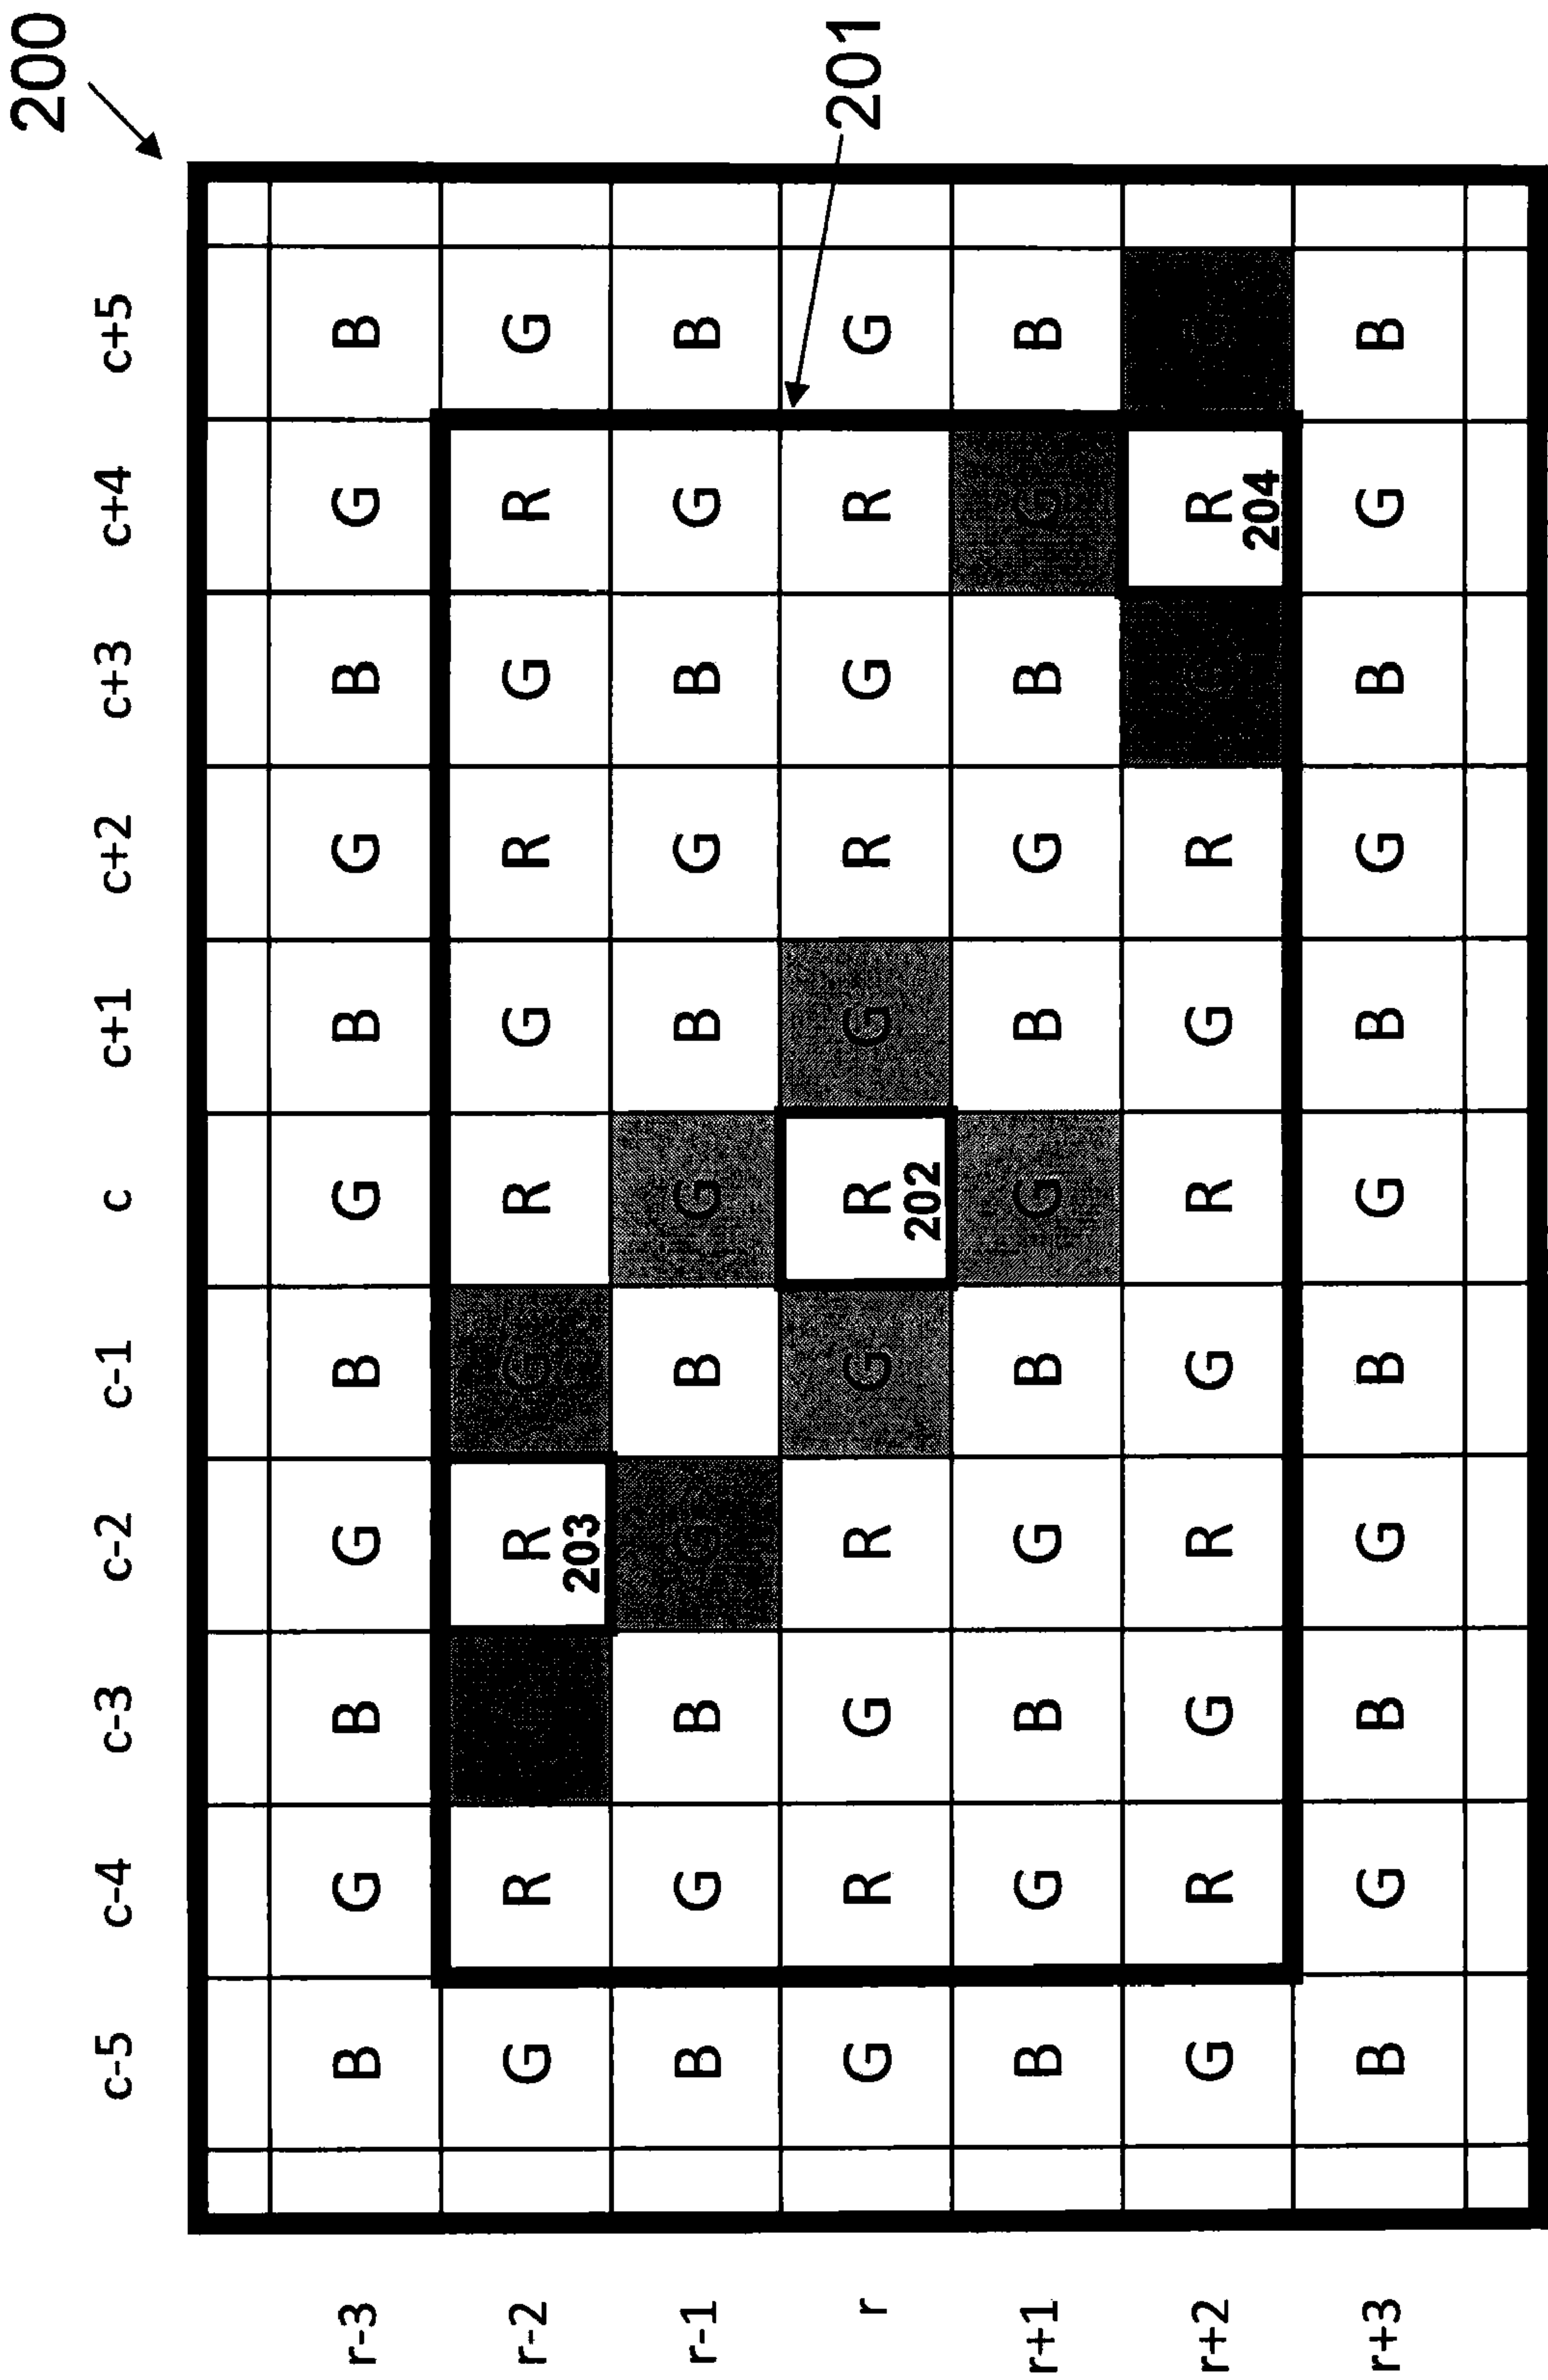 200
c-5 c-4 c-3 c-2 c-1 c c+1 c+2 c+3 c+4 c+5
r-3 B G B G B G B G B G B
r-2 G R R G R G R G R G
203
r-1 B G B G B G B G B G B
r G R G R G R G R G R G 201
202
r+1 B G B G B G B G B G B
r+2 G R G R G R G R G R G
204
r+3 B G B G B G B G B G B